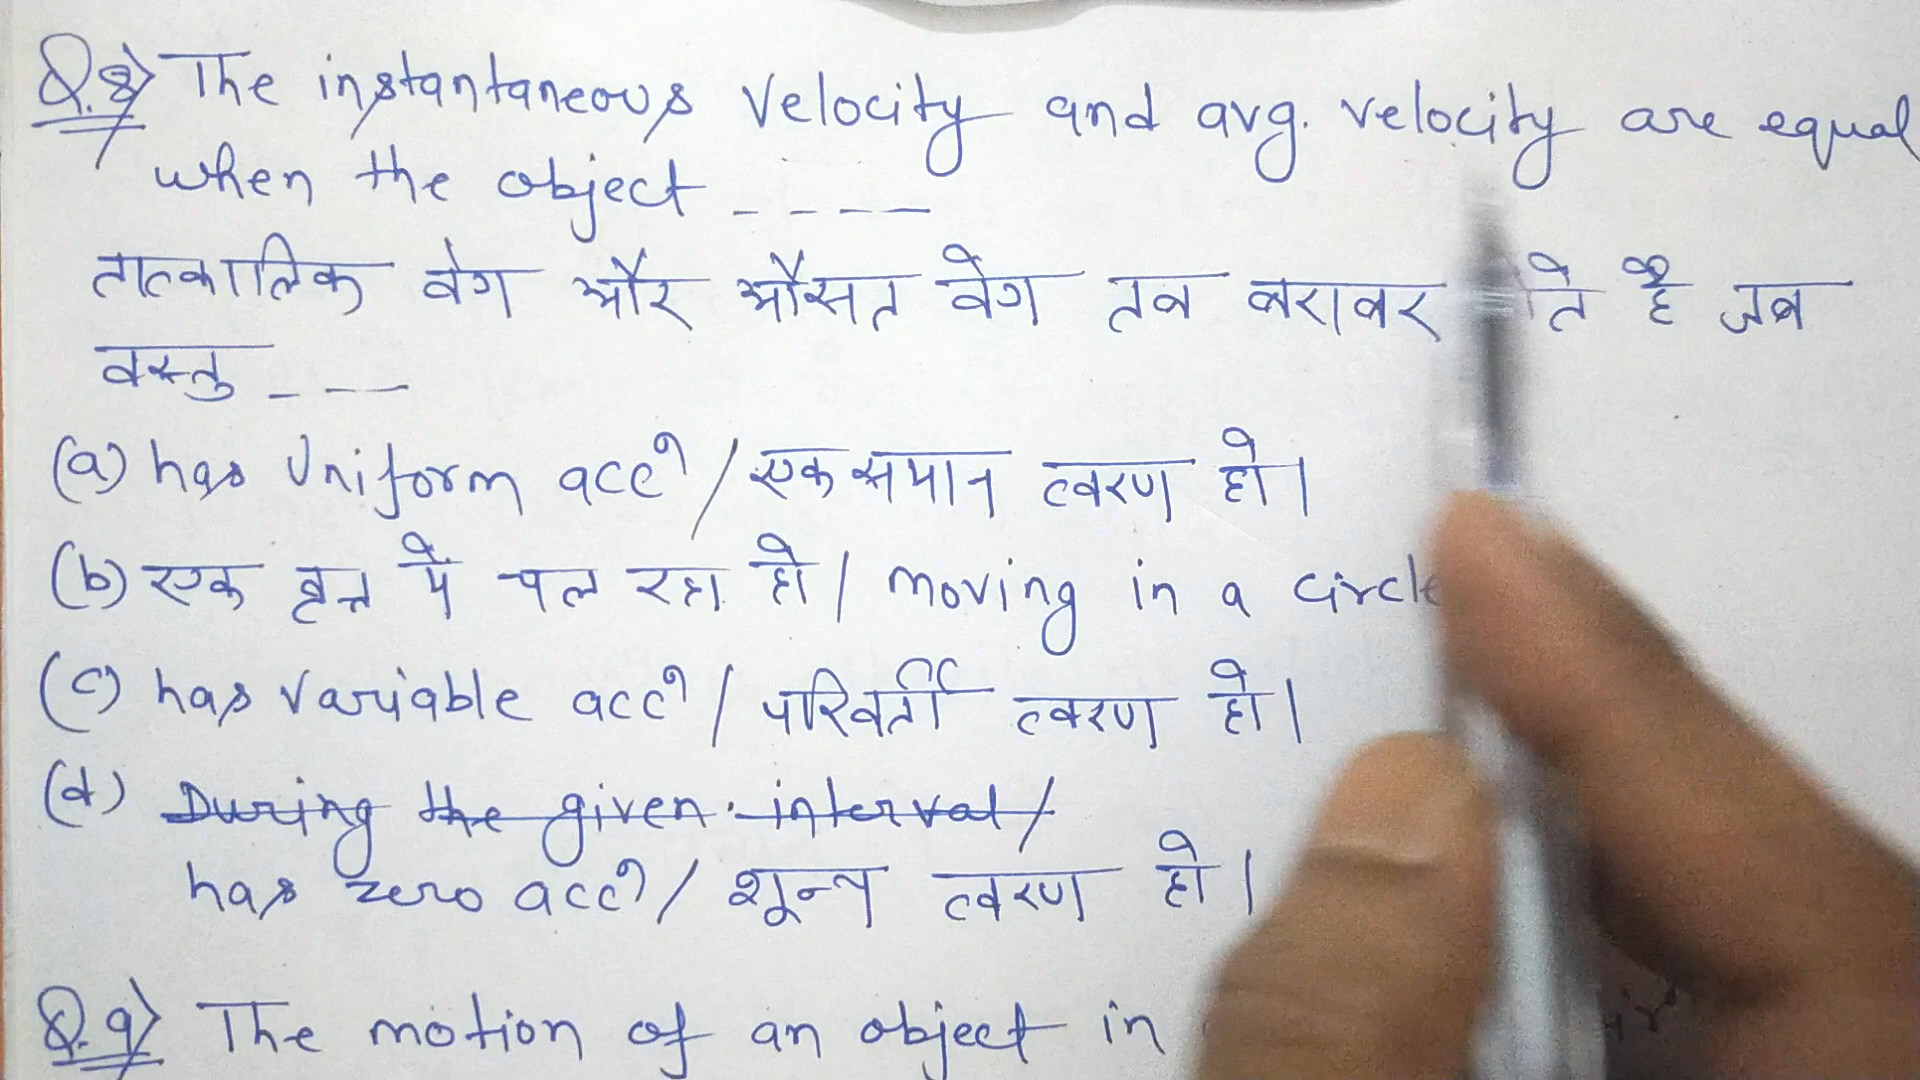 Q.8) The instantaneous velocity and avg. velocity are equal
when the object ----
तात्कालिक वेग और औसत वेग तब बराबर है जब
वस्तु ---
(a) has Uniform accⁿ / एकसमान त्वरण हो।
(b) एक वृत्त में चल रहा हो / moving in a circle
(c) has variable accⁿ / परिवर्ती त्वरण हो।
(d) During the given interval /
has zero accⁿ / शून्य त्वरण हो।
Q.9) The motion of an object in